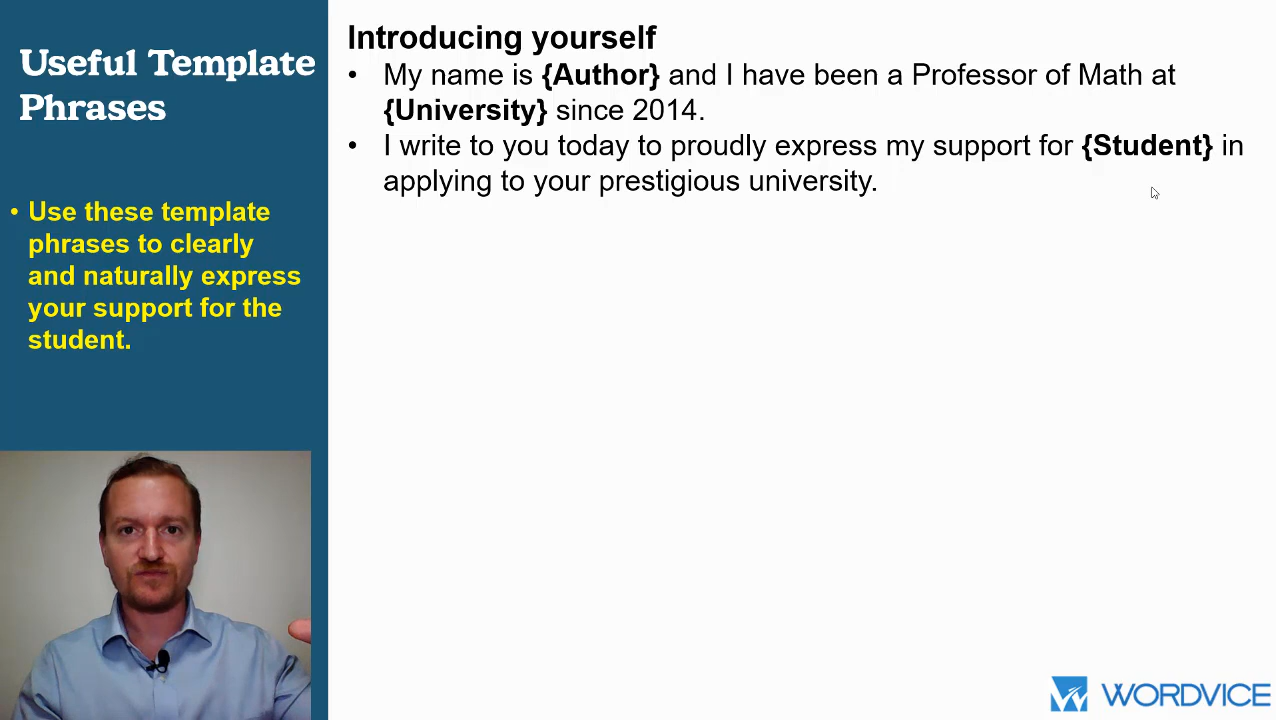 Useful Template
Phrases
• Use these template
phrases to clearly
and naturally express
your support for the
student.
Introducing yourself
• My name is {Author} and I have been a Professor of Math at
{University} since 2014.
• I write to you today to proudly express my support for {Student} in
applying to your prestigious university.
WORDVICE